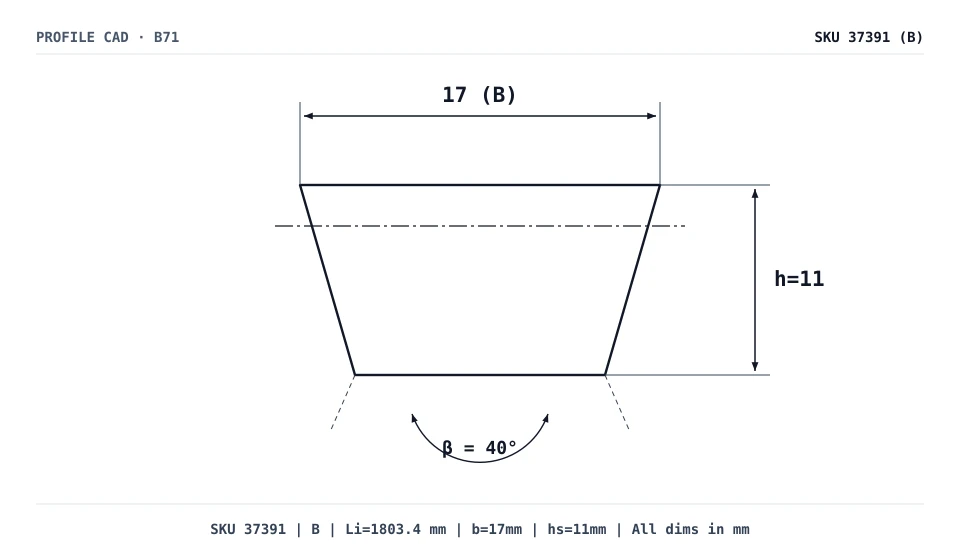 PROFILE CAD · B71
SKU 37391 (B)
17 (B)
h=11
β = 40°
SKU 37391 | B | Li=1803.4 mm | b=17mm | hs=11mm | All dims in mm